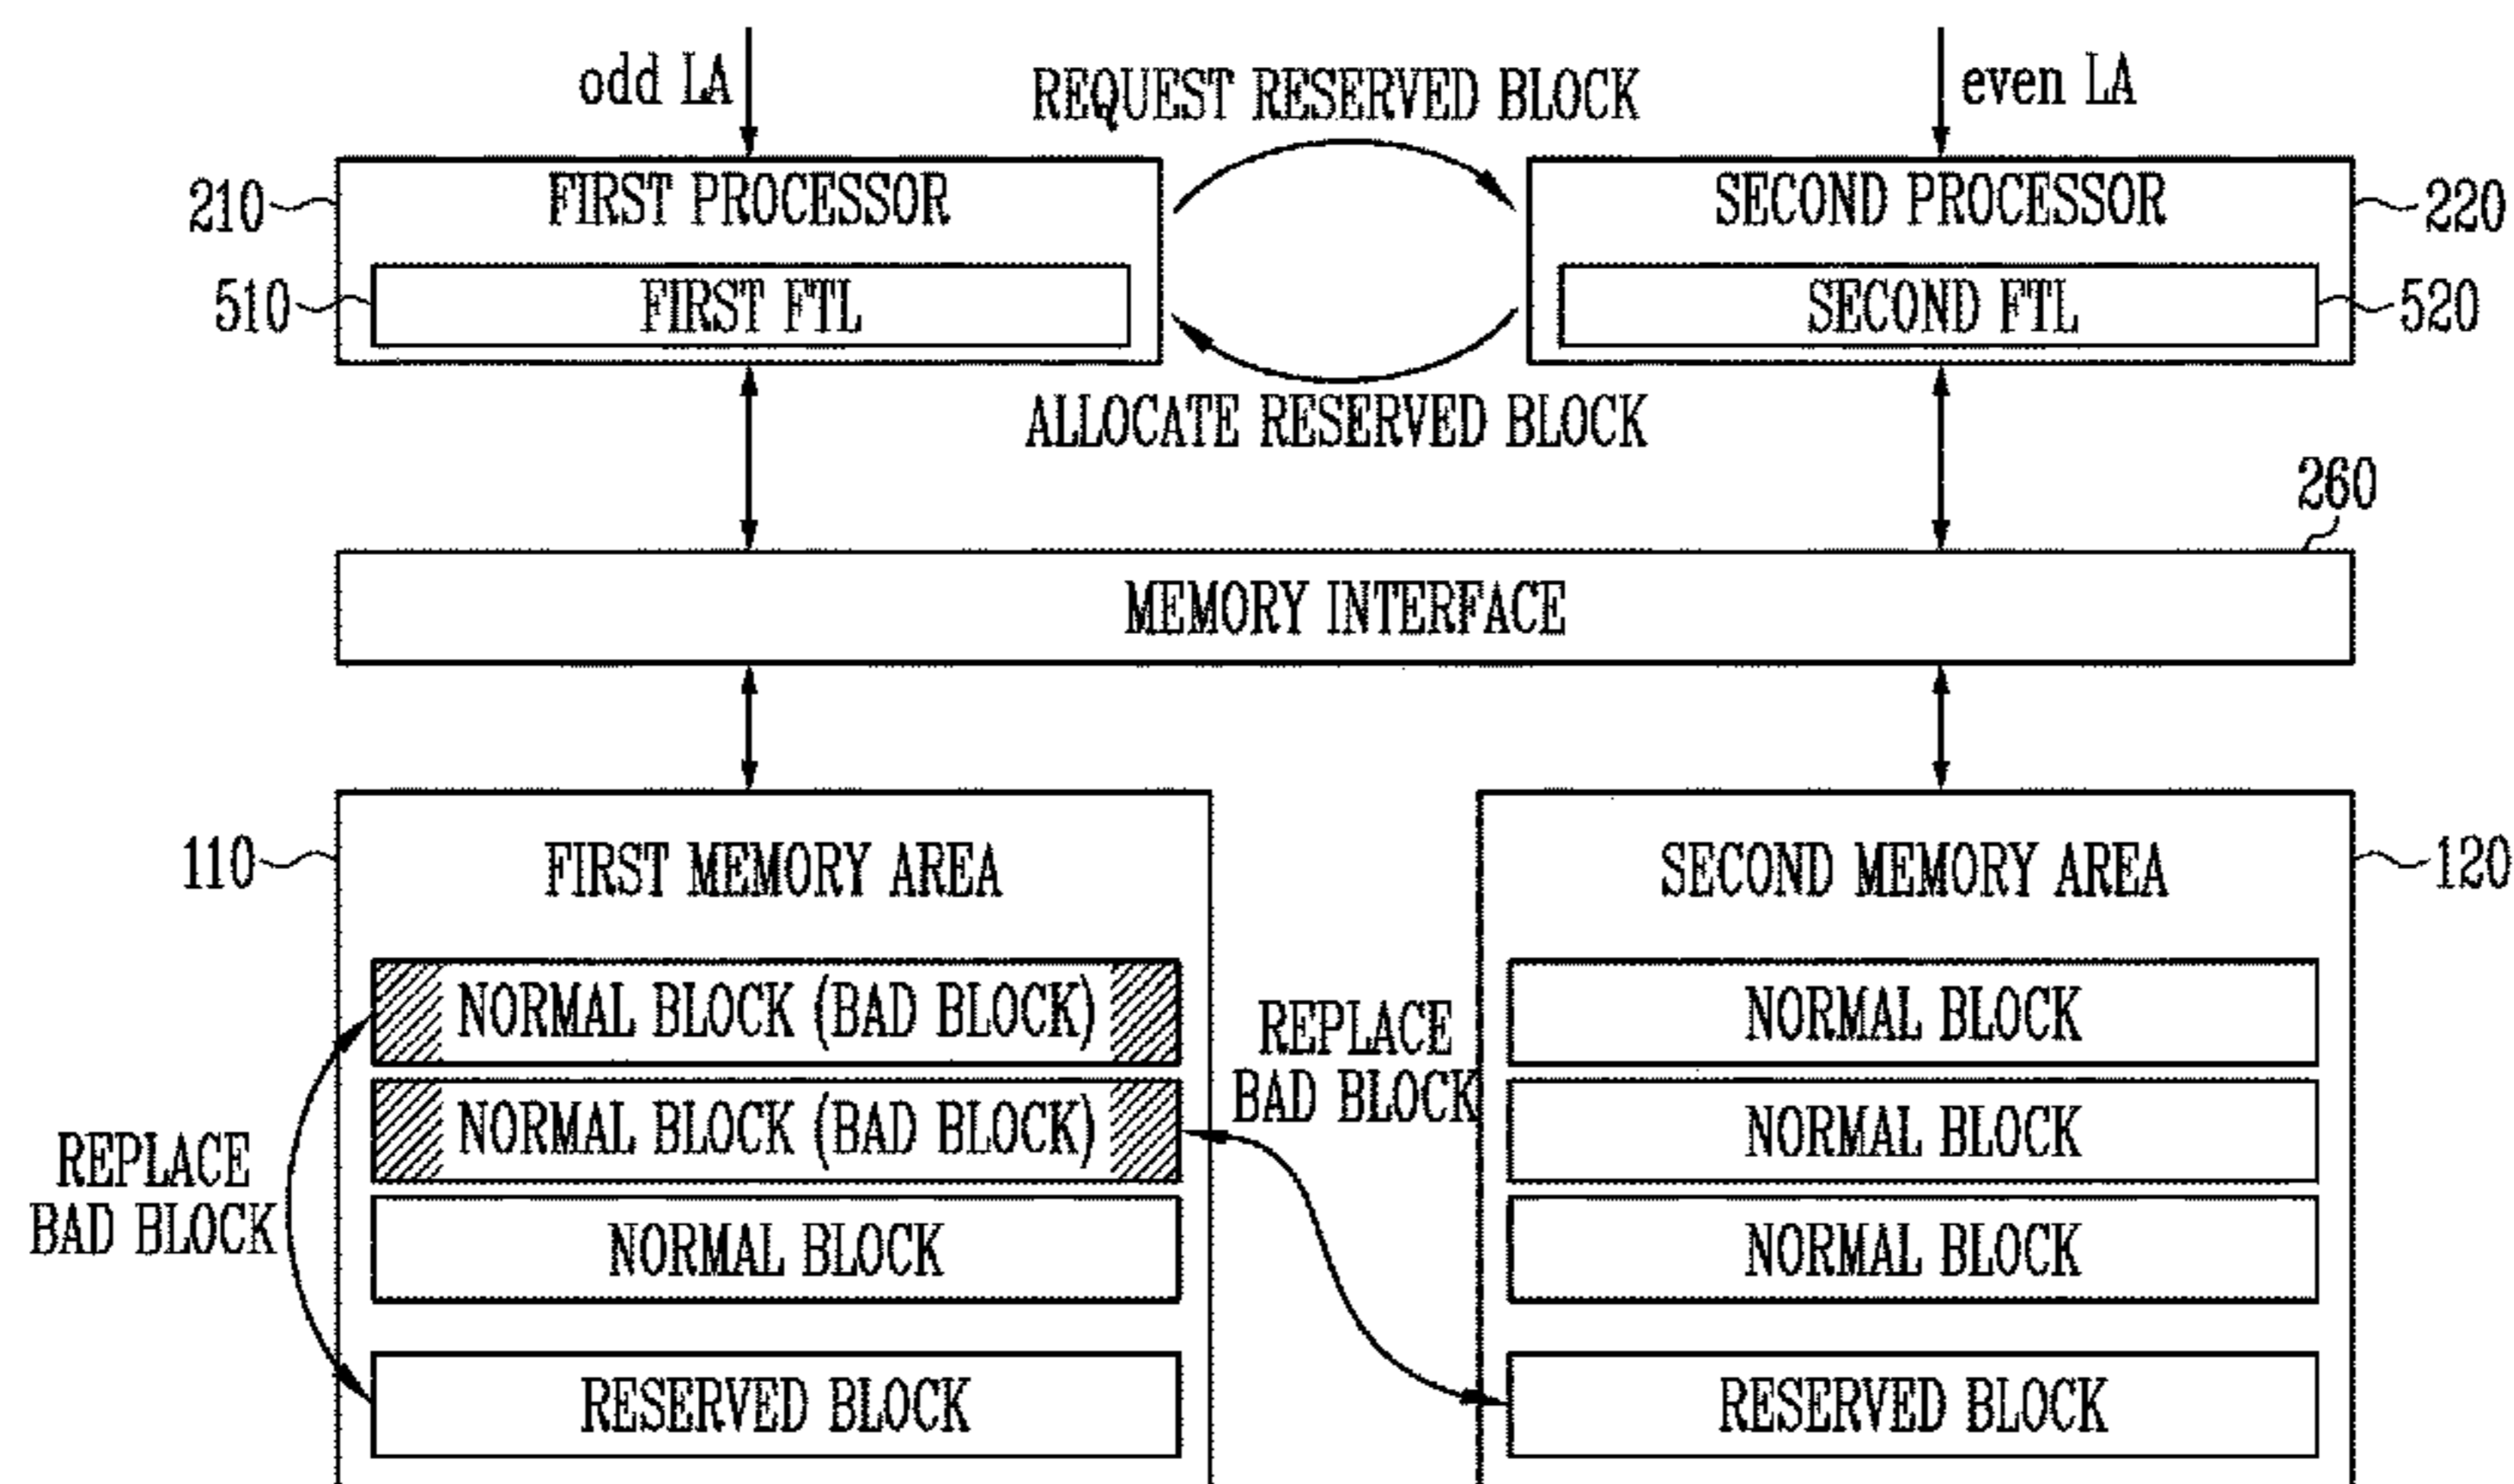 odd LA
REQUEST RESERVED BLOCK
even LA
210
FIRST PROCESSOR
SECOND PROCESSOR
220
510
FIRST FTL
SECOND FTL
520
ALLOCATE RESERVED BLOCK
260
MEMORY INTERFACE
110
FIRST MEMORY AREA
SECOND MEMORY AREA
120
NORMAL BLOCK (BAD BLOCK)
REPLACE
BAD BLOCK
NORMAL BLOCK
NORMAL BLOCK (BAD BLOCK)
NORMAL BLOCK
REPLACE
BAD BLOCK
NORMAL BLOCK
NORMAL BLOCK
RESERVED BLOCK
RESERVED BLOCK